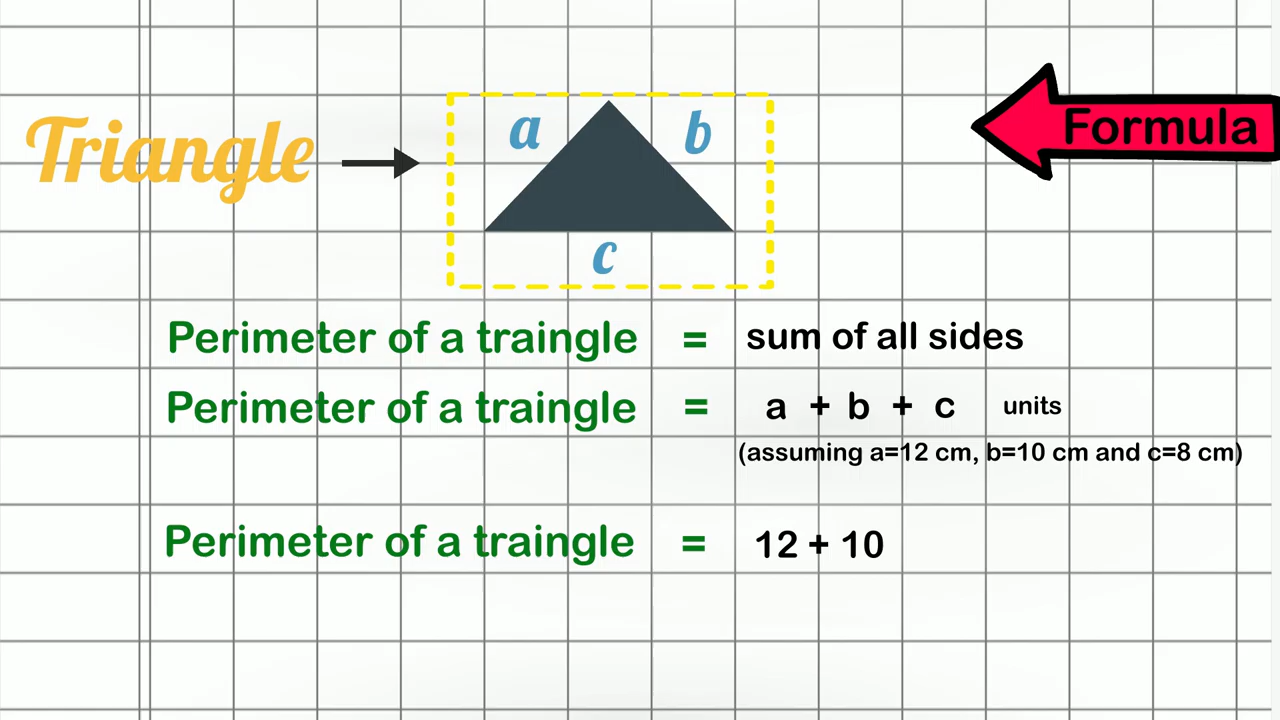 Triangle
a
b
c
Formula
Perimeter of a traingle = sum of all sides
Perimeter of a traingle = a + b + c units
(assuming a=12 cm, b=10 cm and c=8 cm)
Perimeter of a traingle = 12 + 10